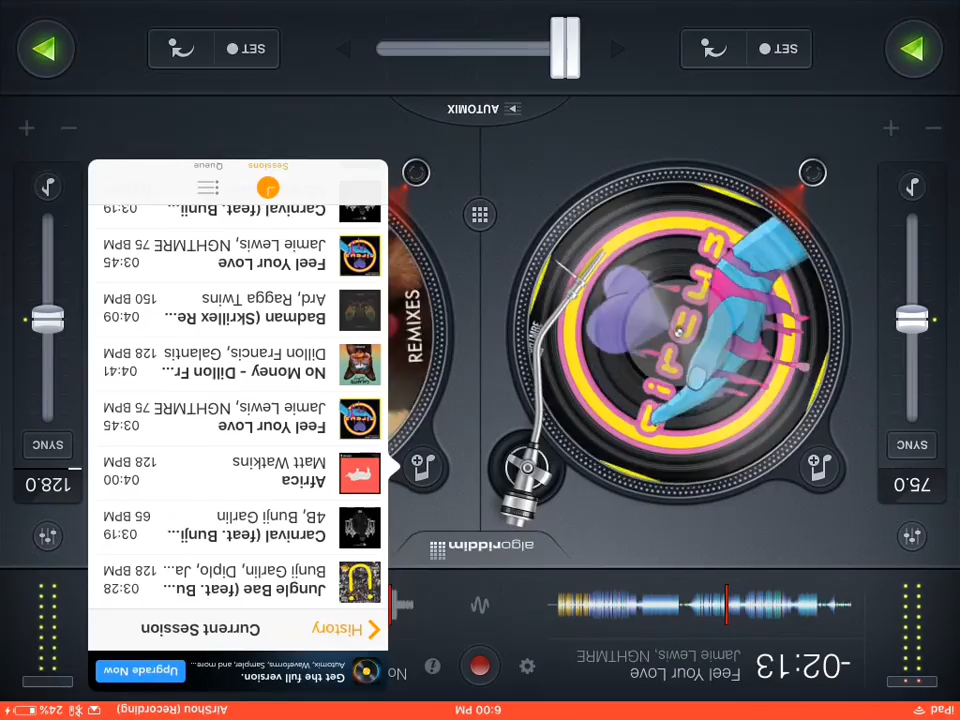 iPad
6:00 PM
AirShou (Recording)
24%
-02:13
Feel Your Love
Jamie Lewis, NGHTMRE
No
Get the full version.
Automix, Waveforms, Sampler, and more...
Upgrade Now
History
Current Session
Jungle Bae (feat. Bu... 03:28
Bunji Garlin, Diplo, Ja... 128 BPM
Carnival (feat. Bunji... 03:19
4B, Bunji Garlin 65 BPM
Africa 04:00
Matt Watkins 128 BPM
Feel Your Love 03:45
Jamie Lewis, NGHTMRE 75 BPM
No Money - Dillon Fr... 04:41
Dillon Francis, Galantis 128 BPM
Badman (Skrillex Re... 04:09
Ard, Ragga Twins 150 BPM
Feel Your Love 03:45
Jamie Lewis, NGHTMRE 75 BPM
Carnival (feat. Bunji... 03:19
Sessions
Queue
algoriddim
75.0
SYNC
128.0
SYNC
REMIXES
AUTOMIX
SET
SET